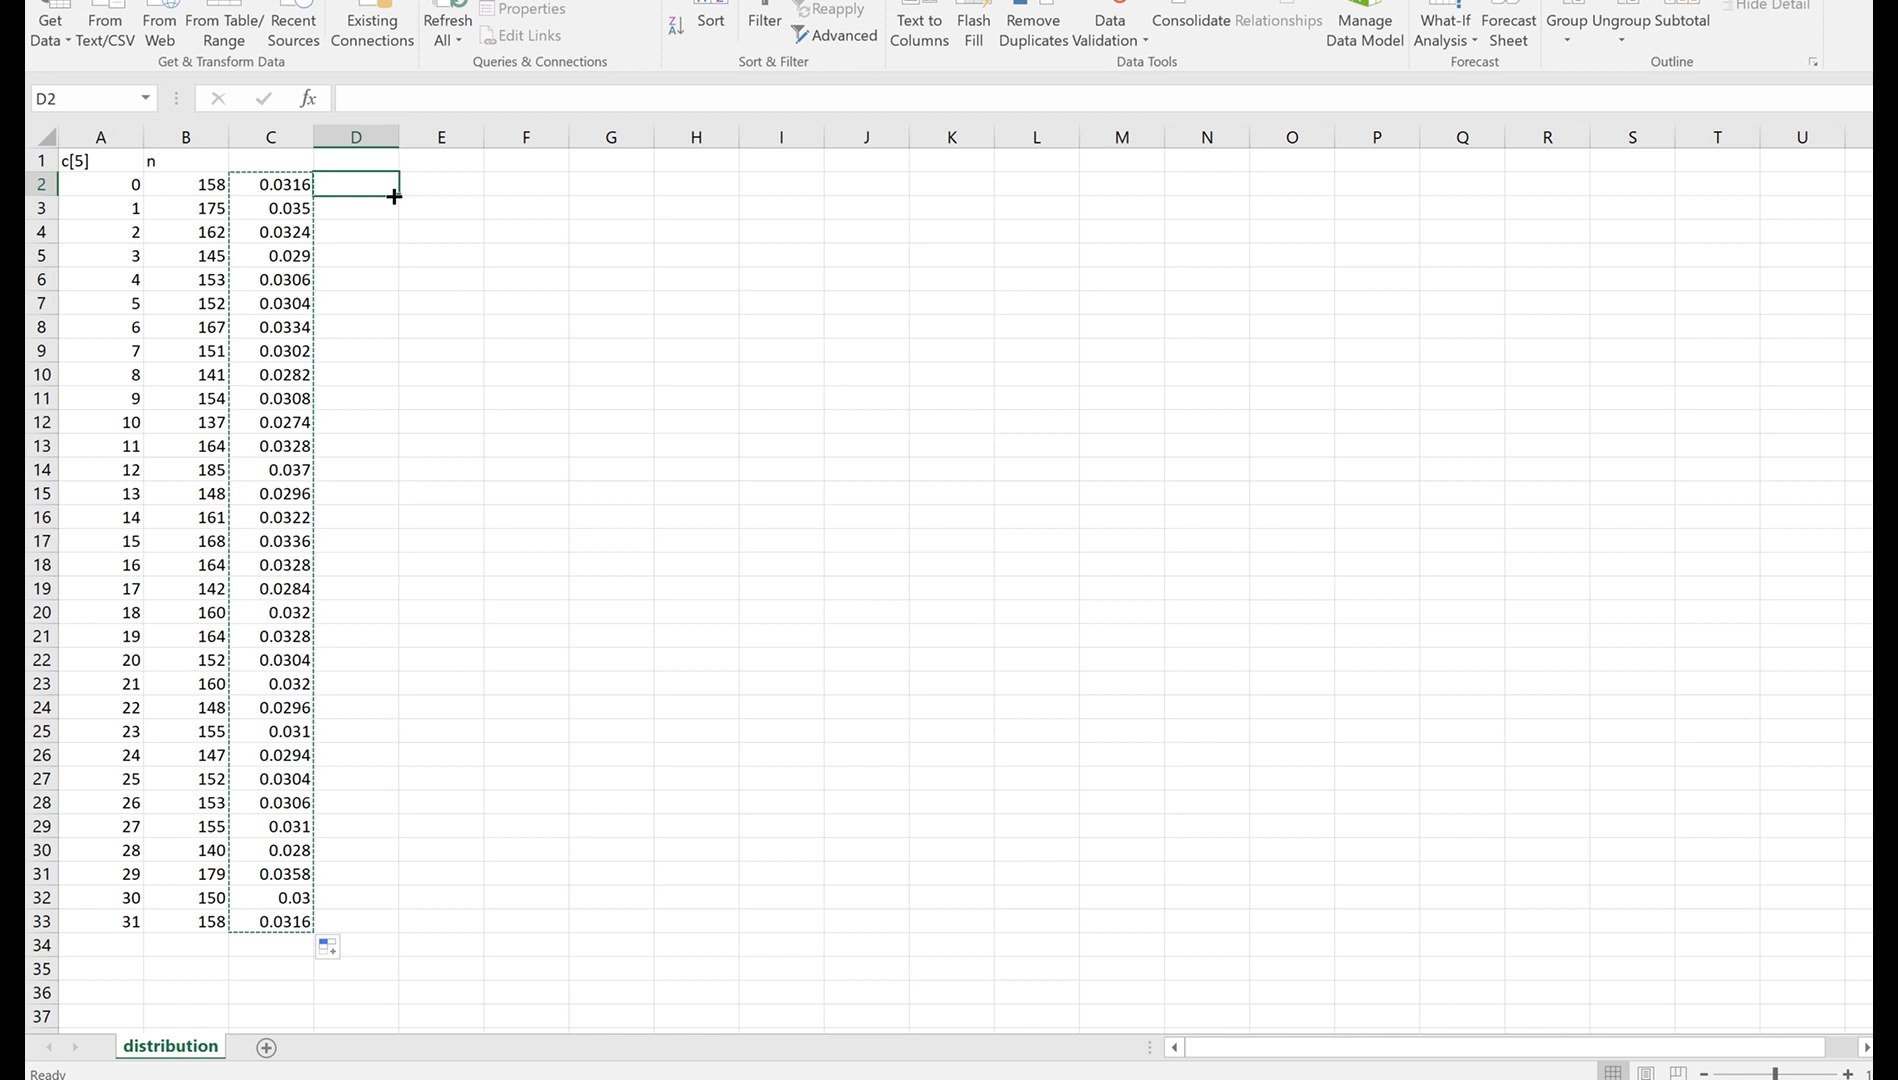 Get From From From Table/ Recent Existing Refresh Properties Sort Filter Reapply Text to Flash Remove Data Consolidate Relationships Manage What-If Forecast Group Ungroup Subtotal Hide Detail
Data Text/CSV Web Range Sources Connections All Edit Links Advanced Columns Fill Duplicates Validation Data Model Analysis Sheet
Get & Transform Data Queries & Connections Sort & Filter Data Tools Forecast Outline
D2 fx
A B C D E F G H I J K L M N O P Q R S T U
1 c[5] n
2 0 158 0.0316
3 1 175 0.035
4 2 162 0.0324
5 3 145 0.029
6 4 153 0.0306
7 5 152 0.0304
8 6 167 0.0334
9 7 151 0.0302
10 8 141 0.0282
11 9 154 0.0308
12 10 137 0.0274
13 11 164 0.0328
14 12 185 0.037
15 13 148 0.0296
16 14 161 0.0322
17 15 168 0.0336
18 16 164 0.0328
19 17 142 0.0284
20 18 160 0.032
21 19 164 0.0328
22 20 152 0.0304
23 21 160 0.032
24 22 148 0.0296
25 23 155 0.031
26 24 147 0.0294
27 25 152 0.0304
28 26 153 0.0306
29 27 155 0.031
30 28 140 0.028
31 29 179 0.0358
32 30 150 0.03
33 31 158 0.0316
34
35
36
37
distribution
Ready